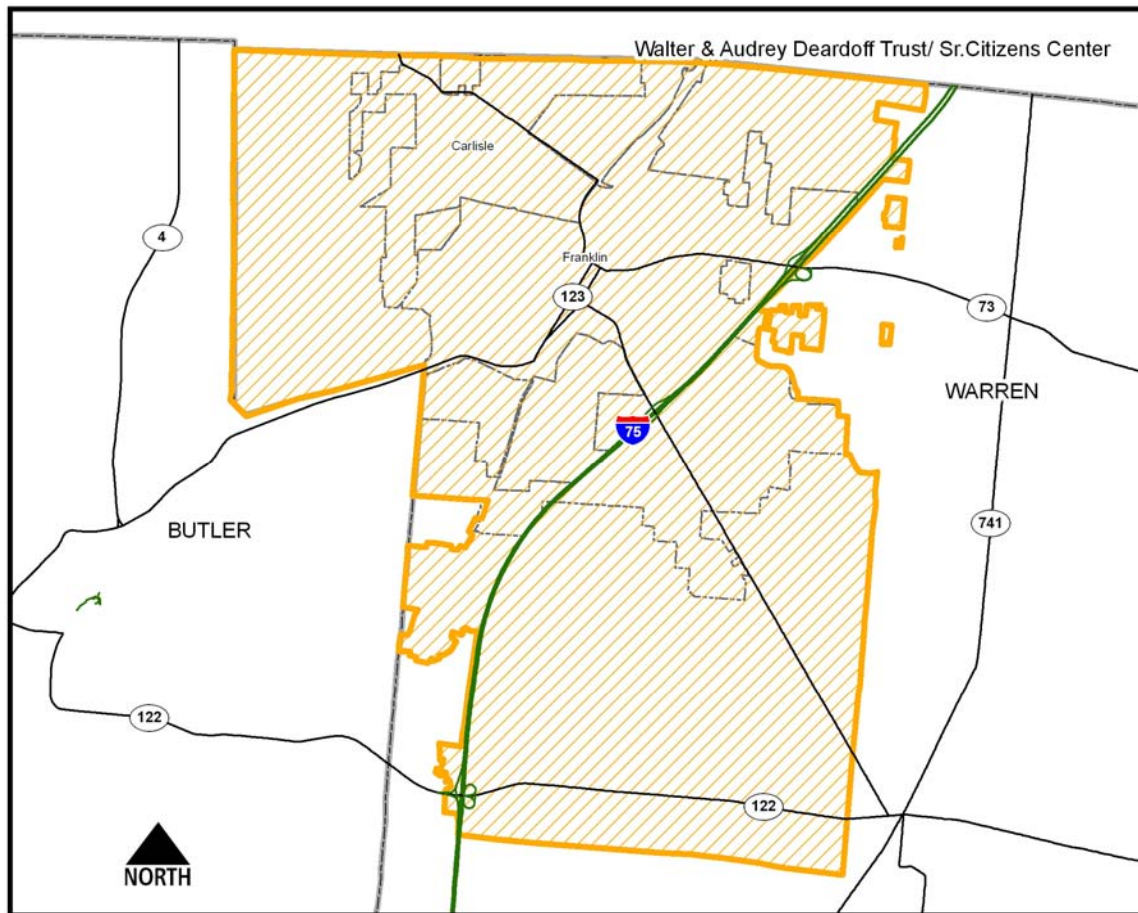 Walter & Audrey Deardoff Trust/ Sr.Citizens Center
Carlisle
4
Franklin
123
73
WARREN
75
741
BUTLER
122
122
NORTH